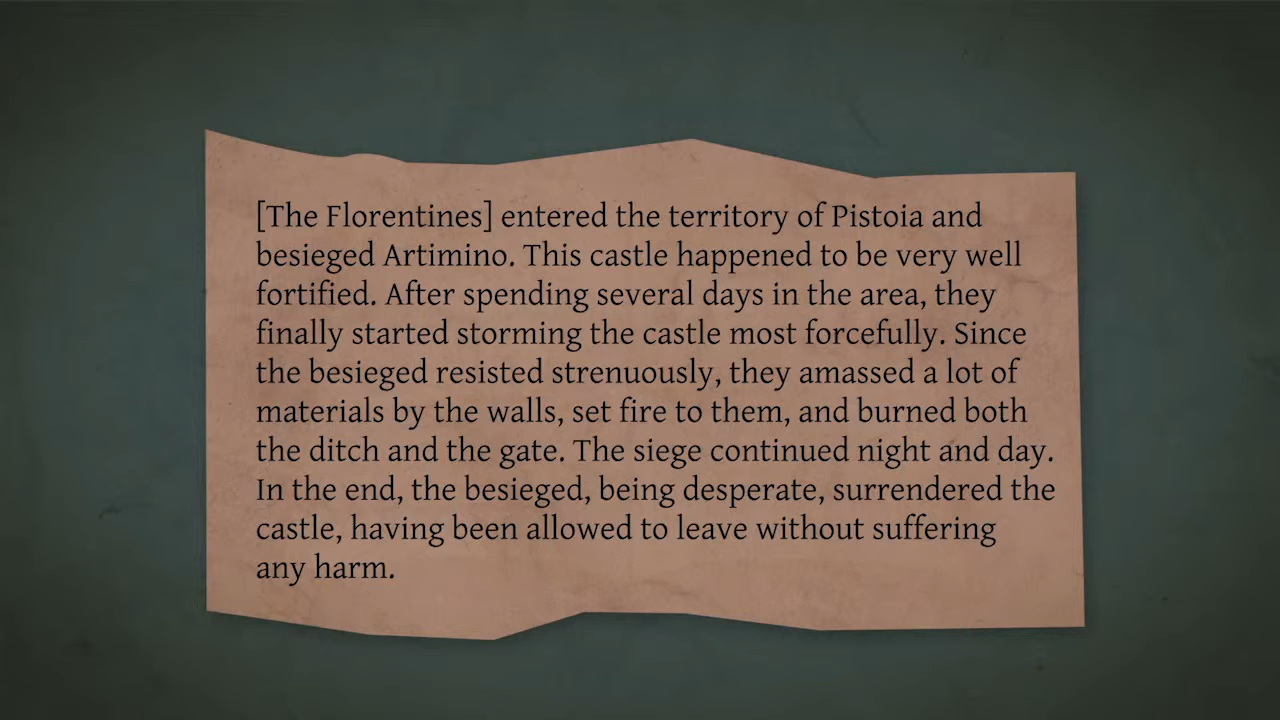 [The Florentines] entered the territory of Pistoia and
besieged Artimino. This castle happened to be very well
fortified. After spending several days in the area, they
finally started storming the castle most forcefully. Since
the besieged resisted strenuously, they amassed a lot of
materials by the walls, set fire to them, and burned both
the ditch and the gate. The siege continued night and day.
In the end, the besieged, being desperate, surrendered the
castle, having been allowed to leave without suffering
any harm.